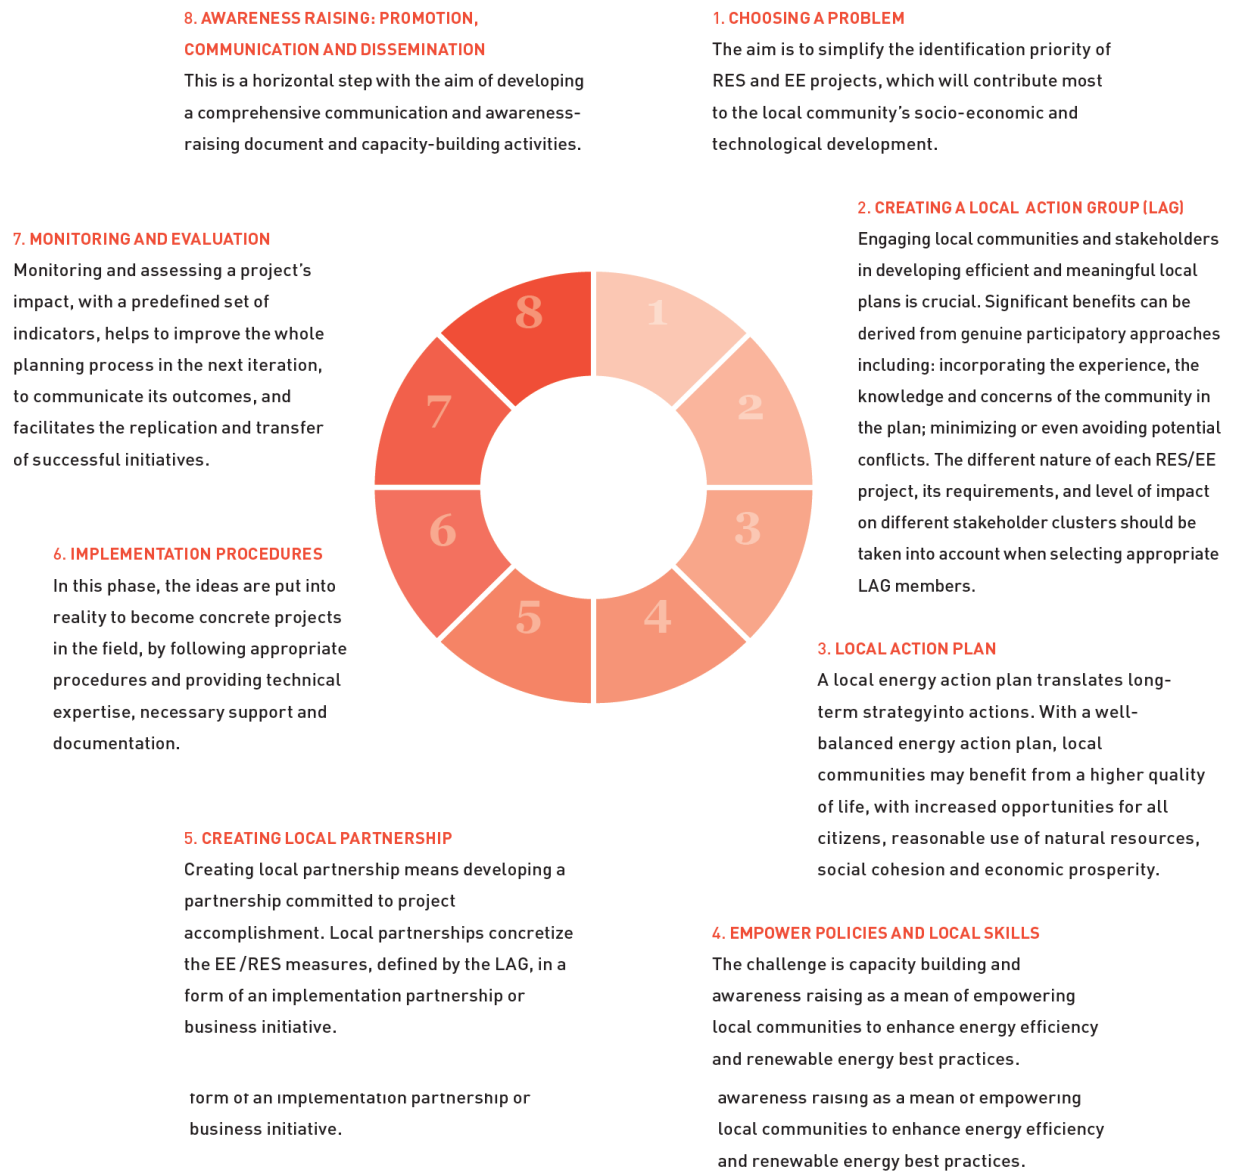 8. AWARENESS RAISING: PROMOTION,
COMMUNICATION AND DISSEMINATION
This is a horizontal step with the aim of developing
a comprehensive communication and awareness-
raising document and capacity-building activities.
1. CHOOSING A PROBLEM
The aim is to simplify the identification priority of
RES and EE projects, which will contribute most
to the local community's socio-economic and
technological development.
2. CREATING A LOCAL ACTION GROUP (LAG)
Engaging local communities and stakeholders
in developing efficient and meaningful local
plans is crucial. Significant benefits can be
derived from genuine participatory approaches
including: incorporating the experience, the
knowledge and concerns of the community in
the plan; minimizing or even avoiding potential
conflicts. The different nature of each RES/EE
project, its requirements, and level of impact
on different stakeholder clusters should be
taken into account when selecting appropriate
LAG members.
7. MONITORING AND EVALUATION
Monitoring and assessing a project's
impact, with a predefined set of
indicators, helps to improve the whole
planning process in the next iteration,
to communicate its outcomes, and
facilitates the replication and transfer
of successful initiatives.
8
1
7
2
6
3
5
4
6. IMPLEMENTATION PROCEDURES
In this phase, the ideas are put into
reality to become concrete projects
in the field, by following appropriate
procedures and providing technical
expertise, necessary support and
documentation.
3. LOCAL ACTION PLAN
A local energy action plan translates long-
term strategyinto actions. With a well-
balanced energy action plan, local
communities may benefit from a higher quality
of life, with increased opportunities for all
citizens, reasonable use of natural resources,
social cohesion and economic prosperity.
5. CREATING LOCAL PARTNERSHIP
Creating local partnership means developing a
partnership committed to project
accomplishment. Local partnerships concretize
the EE /RES measures, defined by the LAG, in a
form of an implementation partnership or
business initiative.
4. EMPOWER POLICIES AND LOCAL SKILLS
The challenge is capacity building and
awareness raising as a mean of empowering
local communities to enhance energy efficiency
and renewable energy best practices.
form of an implementation partnership or
business initiative.
awareness raising as a mean of empowering
local communities to enhance energy efficiency
and renewable energy best practices.